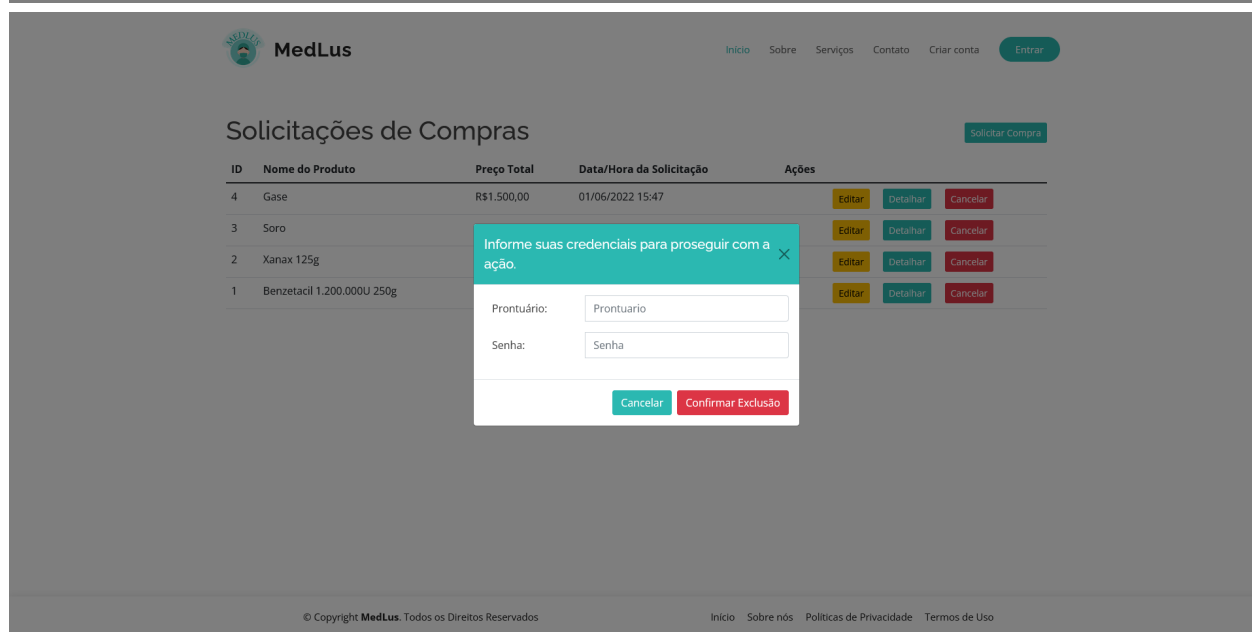 MEDLUS
MedLus
Início Sobre Serviços Contato Criar conta Entrar
Solicitações de Compras
Solicitar Compra
ID Nome do Produto Preço Total Data/Hora da Solicitação Ações
4 Gase R$1.500,00 01/06/2022 15:47 Editar Detalhar Cancelar
3 Soro Editar Detalhar Cancelar
2 Xanax 125g Editar Detalhar Cancelar
1 Benzetacil 1.200.000U 250g Editar Detalhar Cancelar
Informe suas credenciais para proseguir com a
ação.
Prontuário: Prontuario
Senha: Senha
Cancelar Confirmar Exclusão
© Copyright MedLus. Todos os Direitos Reservados
Início Sobre nós Políticas de Privacidade Termos de Uso